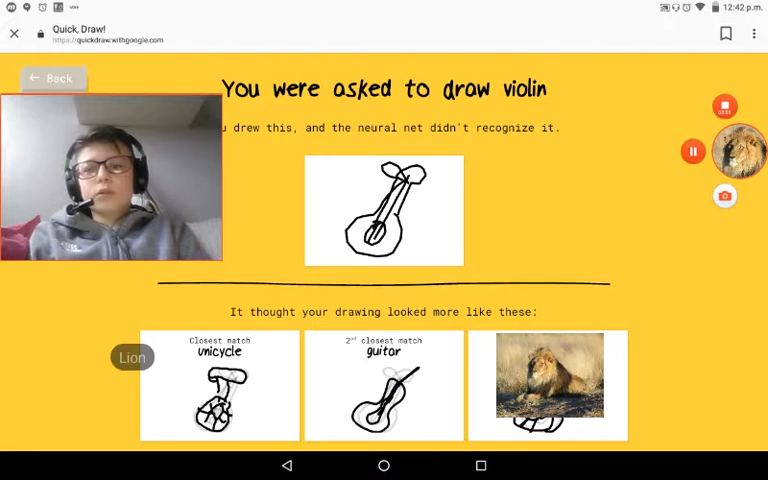 12:42 p.m.
Quick, Draw!
https://quickdraw.withgoogle.com
← Back
You were asked to draw violin
u drew this, and the neural net didn't recognize it.
It thought your drawing looked more like these:
Lion
Closest match
unicycle
2nd closest match
guitar